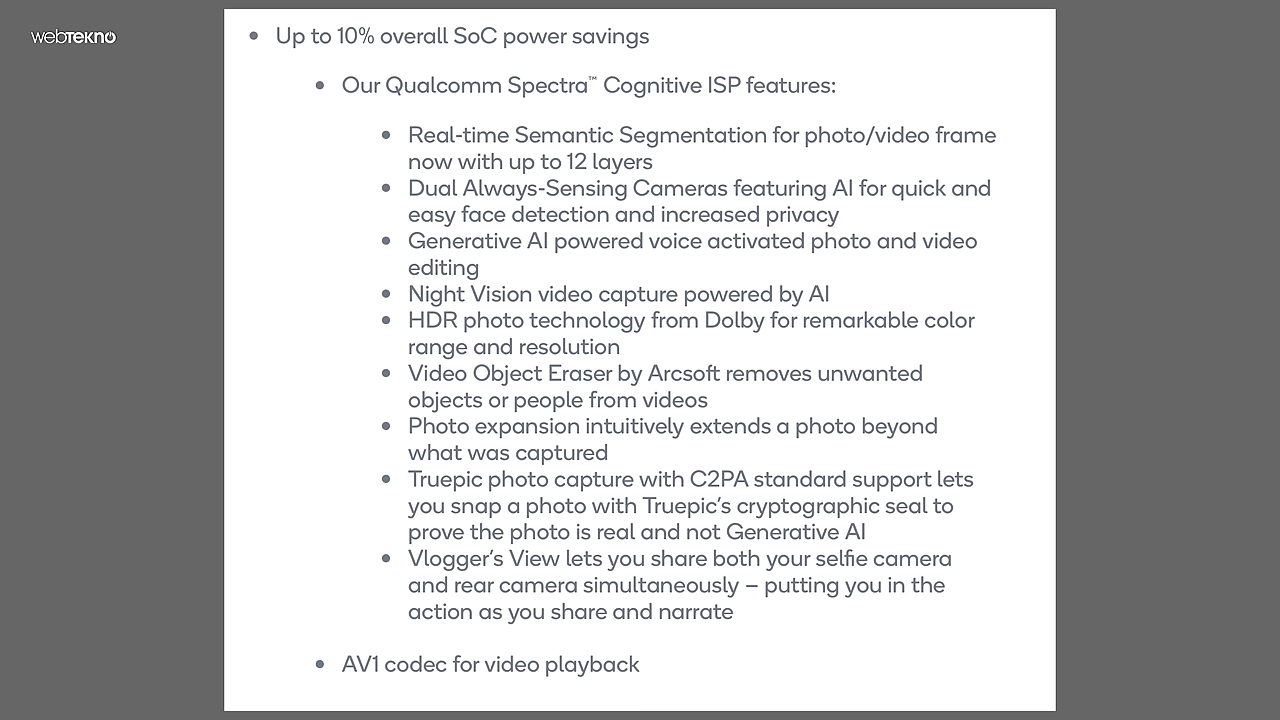 webTEKNO
• Up to 10% overall SoC power savings
• Our Qualcomm Spectra™ Cognitive ISP features:
• Real-time Semantic Segmentation for photo/video frame
now with up to 12 layers
• Dual Always-Sensing Cameras featuring AI for quick and
easy face detection and increased privacy
• Generative AI powered voice activated photo and video
editing
• Night Vision video capture powered by AI
• HDR photo technology from Dolby for remarkable color
range and resolution
• Video Object Eraser by Arcsoft removes unwanted
objects or people from videos
• Photo expansion intuitively extends a photo beyond
what was captured
• Truepic photo capture with C2PA standard support lets
you snap a photo with Truepic’s cryptographic seal to
prove the photo is real and not Generative AI
• Vlogger’s View lets you share both your selfie camera
and rear camera simultaneously – putting you in the
action as you share and narrate
• AV1 codec for video playback